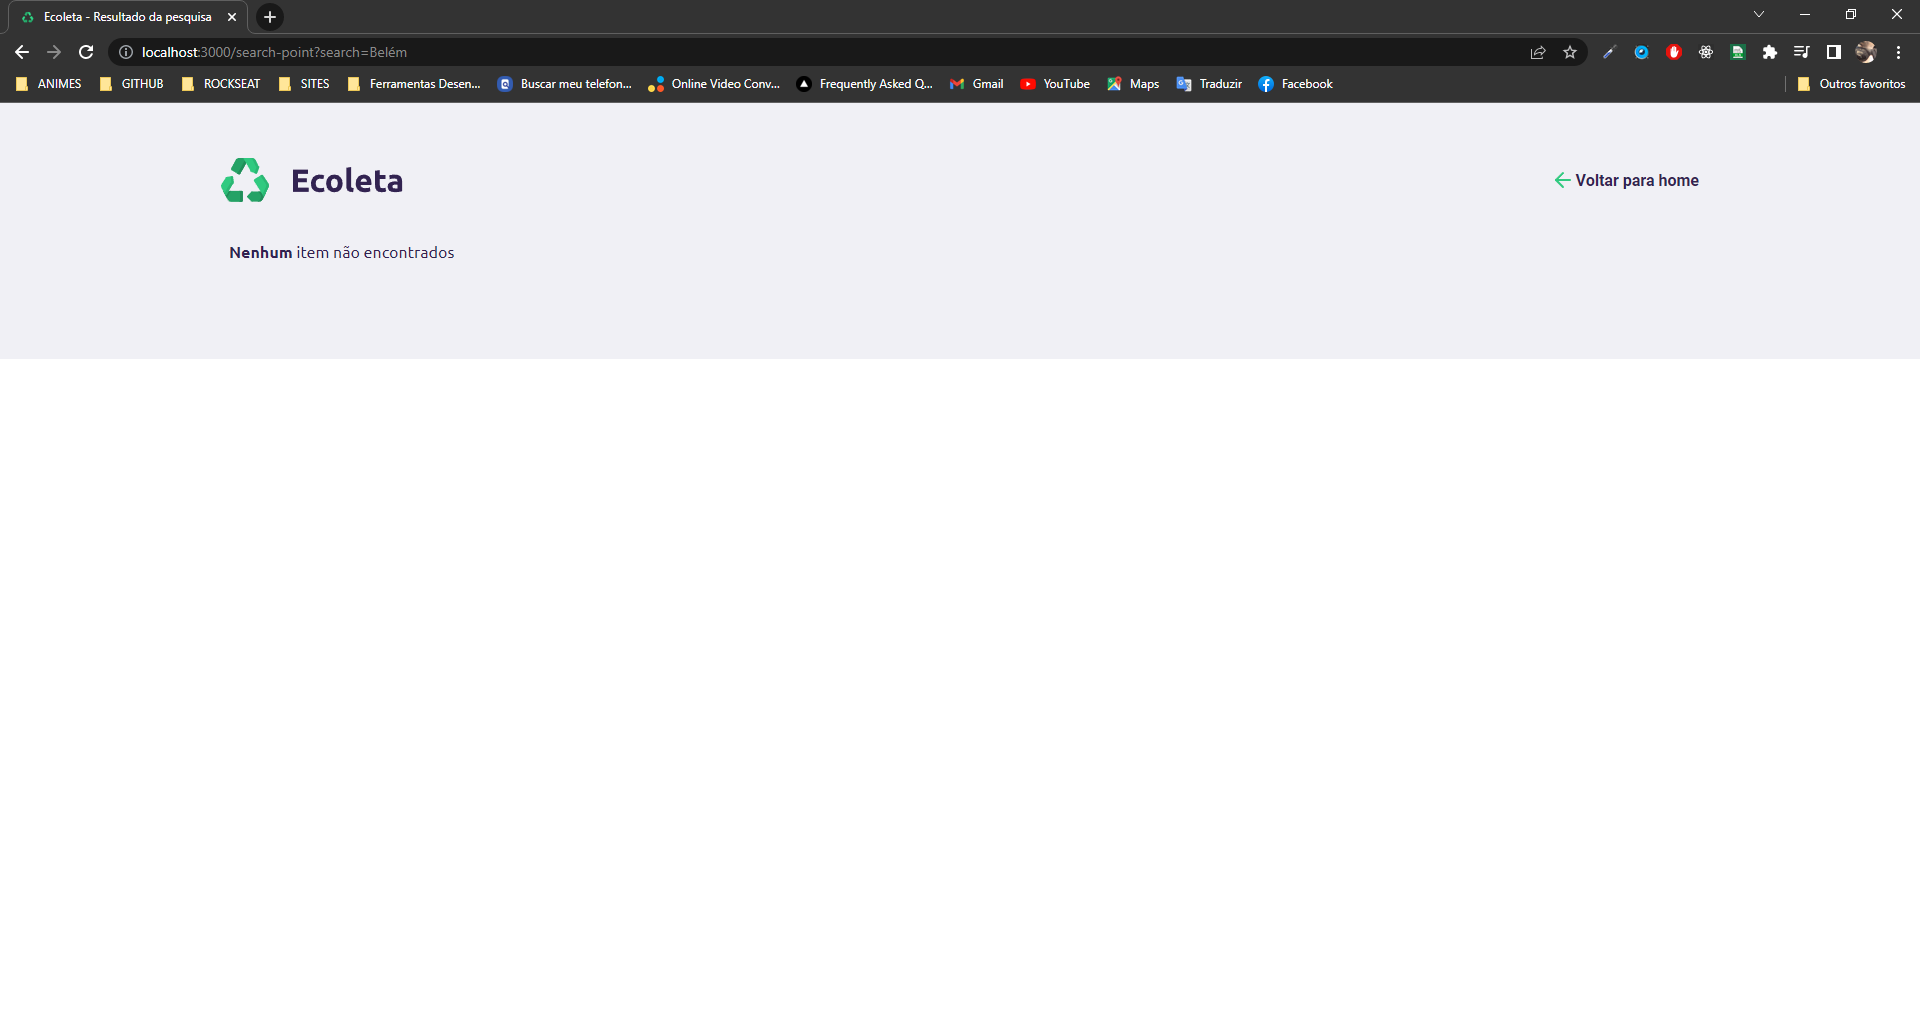 Ecoleta - Resultado da pesquisa
localhost:3000/search-point?search=Belém
ANIMES GITHUB ROCKSEAT SITES Ferramentas Desen... Buscar meu telefon... Online Video Conv... Frequently Asked Q... Gmail YouTube Maps Traduzir Facebook Outros favoritos
Ecoleta Voltar para home
Nenhum item não encontrados